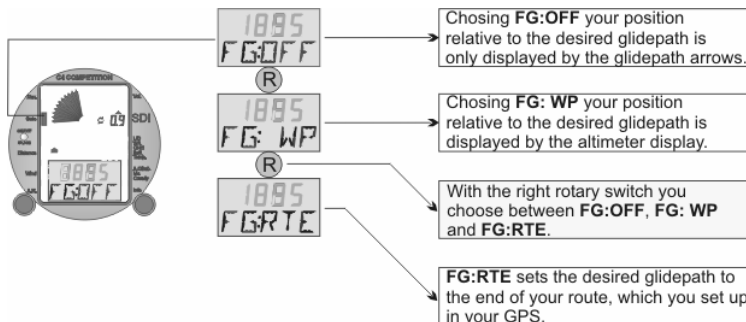 1895
FG:OFF
Chosing FG:OFF your position
relative to the desired glidepath is
only displayed by the glidepath arrows.
R
C4 COMPETITION
SDI
0.9
1895
FG: WP
Chosing FG: WP your position
relative to the desired glidepath is
displayed by the altimeter display.
Distance
Wind
1895
FG:OFF
R
1895
FG:RTE
With the right rotary switch you
choose between FG:OFF, FG: WP
and FG:RTE.
FG:RTE sets the desired glidepath to
the end of your route, which you set up
in your GPS.